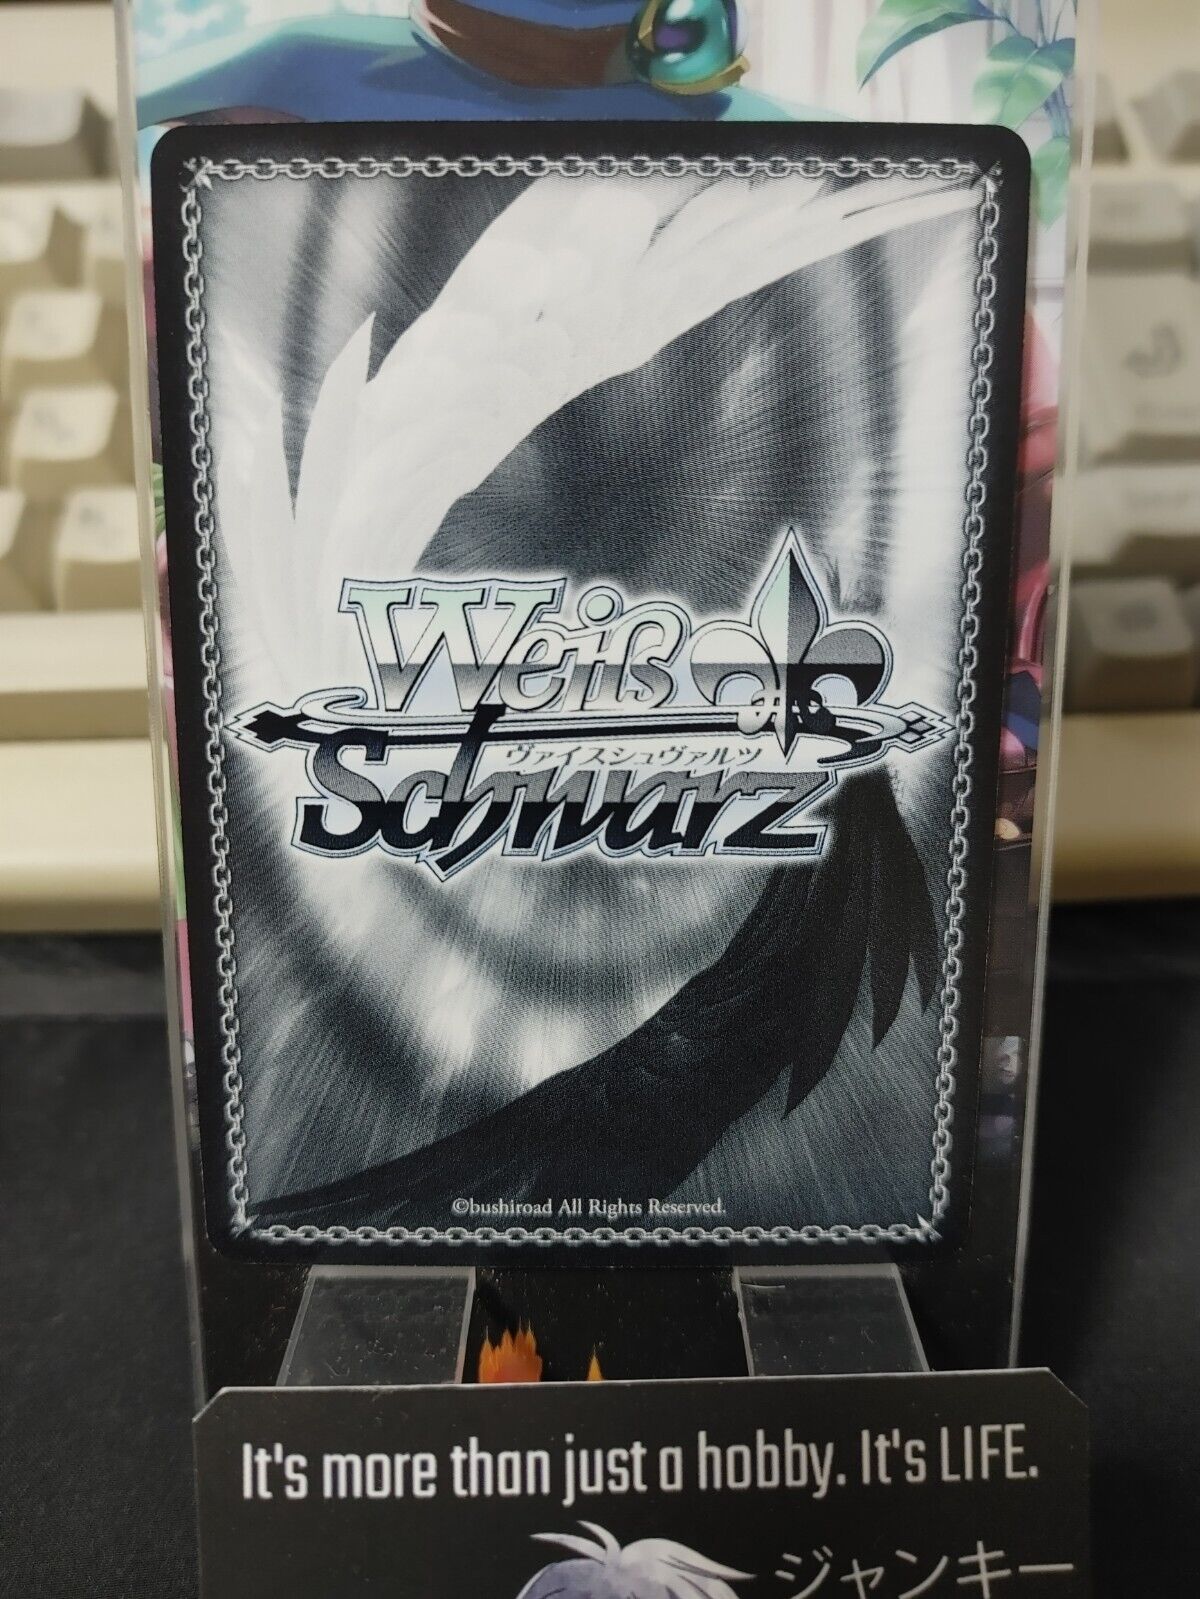 Weiß
Schwarz
ヴァイスシュヴァルツ
©bushiroad All Rights Reserved.
It's more than just a hobby. It's LIFE.
ジャンキー